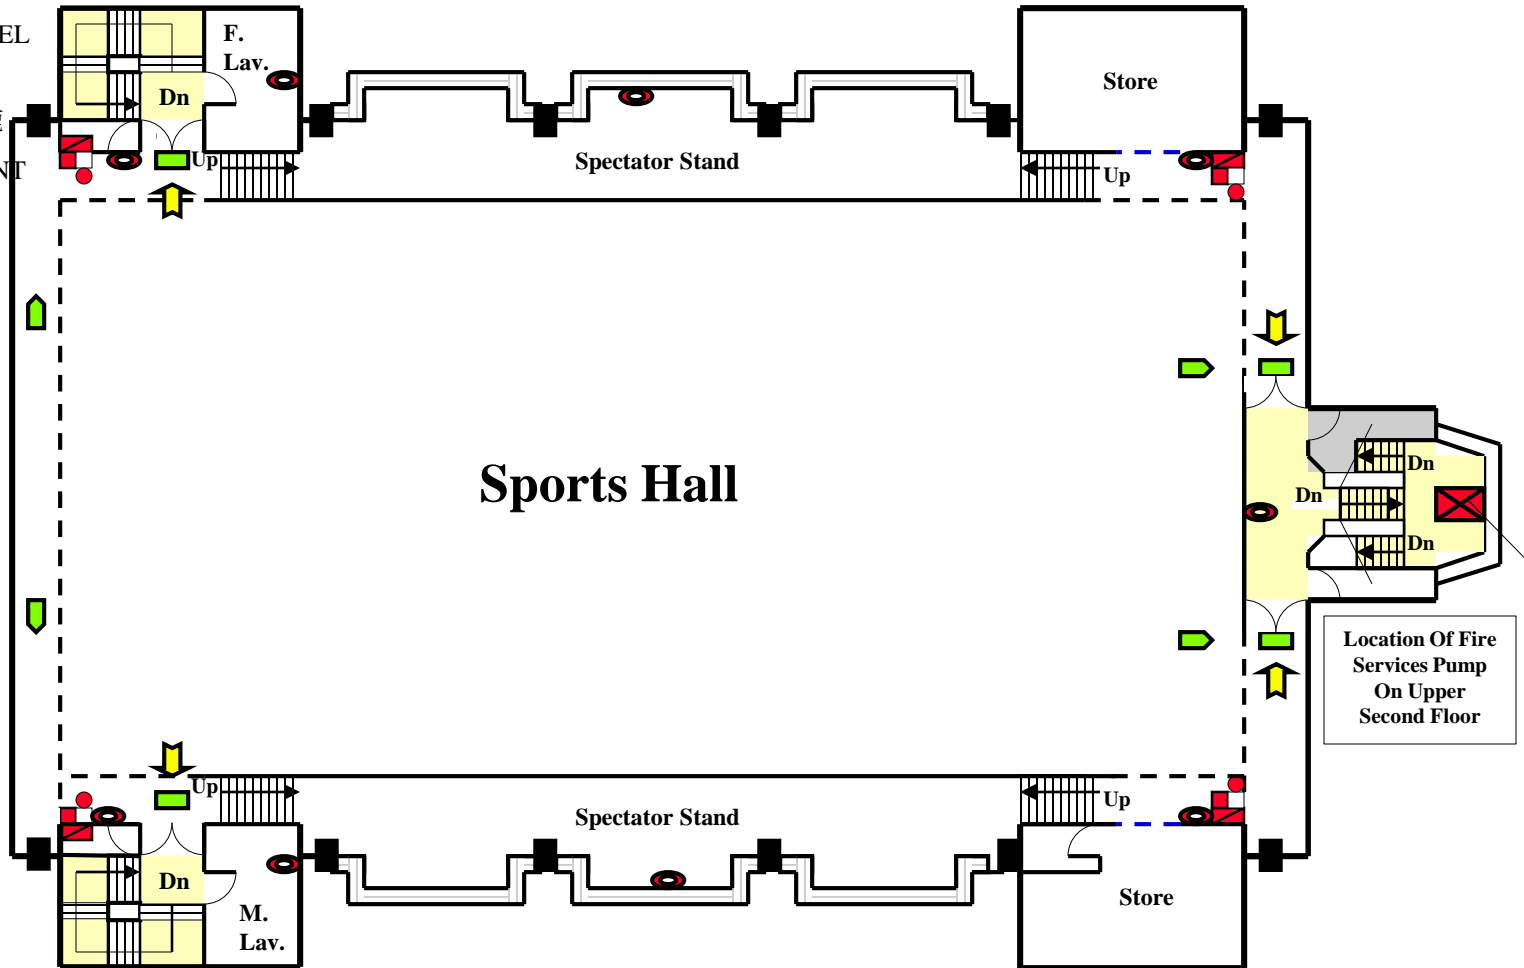 EL
NT
F.
Lav.
Dn
Up
Store
Spectator Stand
Up
Sports Hall
Dn
Dn
Dn
Location Of Fire
Services Pump
On Upper
Second Floor
Up
Spectator Stand
Up
Dn
M.
Lav.
Store